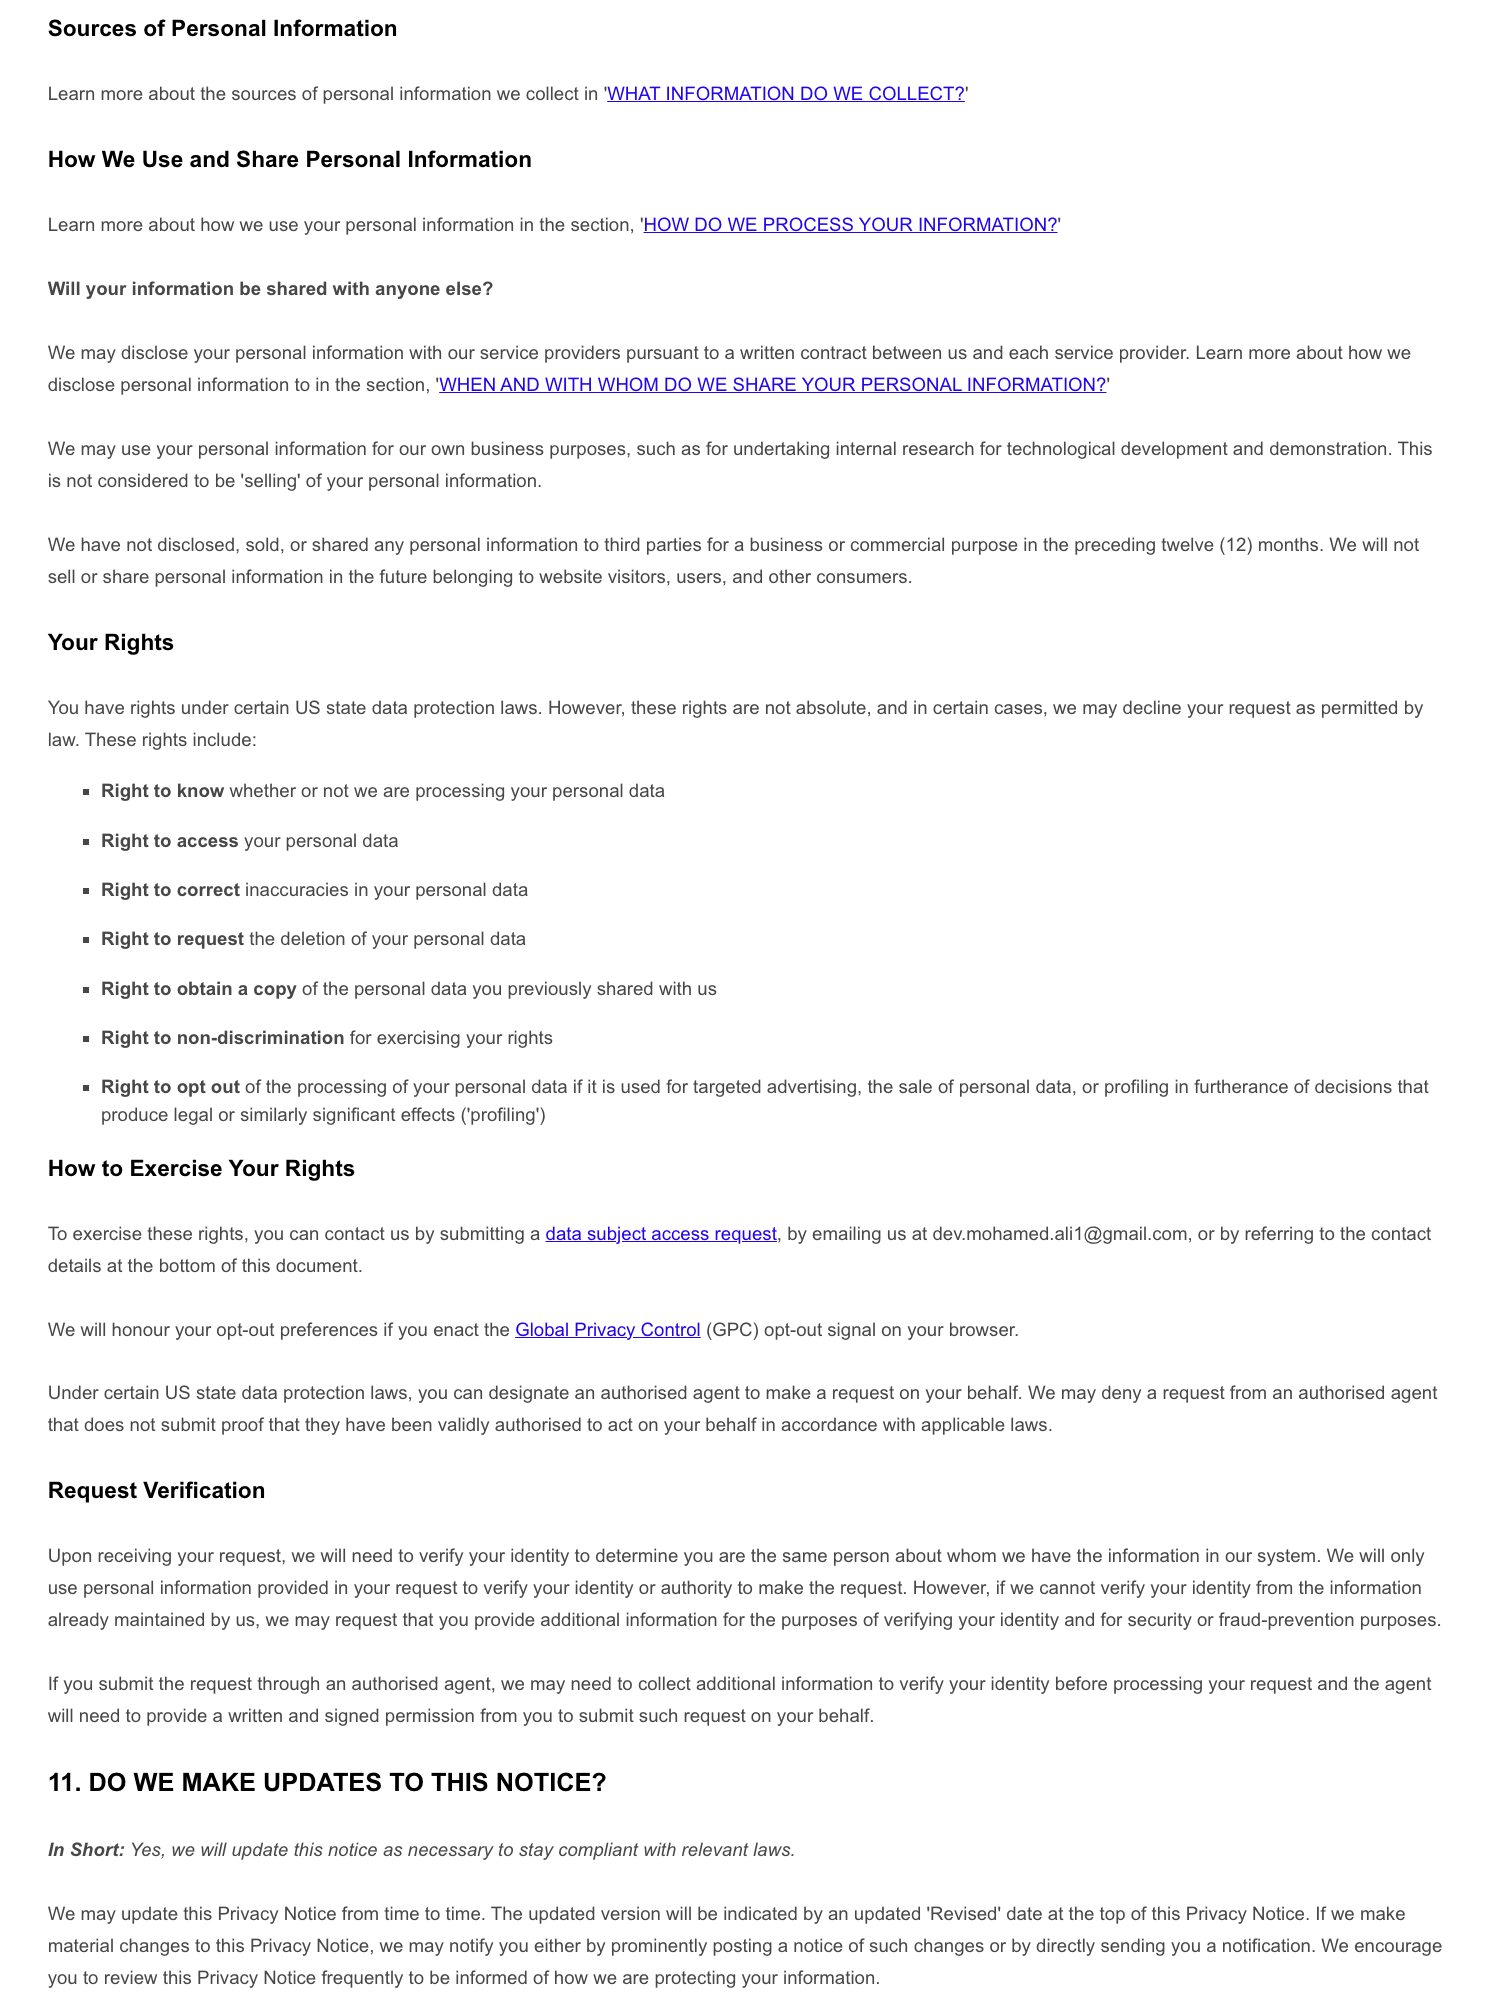 Sources of Personal Information
Learn more about the sources of personal information we collect in 'WHAT INFORMATION DO WE COLLECT?'
How We Use and Share Personal Information
Learn more about how we use your personal information in the section, 'HOW DO WE PROCESS YOUR INFORMATION?'
Will your information be shared with anyone else?
We may disclose your personal information with our service providers pursuant to a written contract between us and each service provider. Learn more about how we
disclose personal information to in the section, 'WHEN AND WITH WHOM DO WE SHARE YOUR PERSONAL INFORMATION?'
We may use your personal information for our own business purposes, such as for undertaking internal research for technological development and demonstration. This
is not considered to be 'selling' of your personal information.
We have not disclosed, sold, or shared any personal information to third parties for a business or commercial purpose in the preceding twelve (12) months. We will not
sell or share personal information in the future belonging to website visitors, users, and other consumers.
Your Rights
You have rights under certain US state data protection laws. However, these rights are not absolute, and in certain cases, we may decline your request as permitted by
law. These rights include:
▪ Right to know whether or not we are processing your personal data
▪ Right to access your personal data
▪ Right to correct inaccuracies in your personal data
▪ Right to request the deletion of your personal data
▪ Right to obtain a copy of the personal data you previously shared with us
▪ Right to non-discrimination for exercising your rights
▪ Right to opt out of the processing of your personal data if it is used for targeted advertising, the sale of personal data, or profiling in furtherance of decisions that
produce legal or similarly significant effects ('profiling')
How to Exercise Your Rights
To exercise these rights, you can contact us by submitting a data subject access request, by emailing us at dev.mohamed.ali1@gmail.com, or by referring to the contact
details at the bottom of this document.
We will honour your opt-out preferences if you enact the Global Privacy Control (GPC) opt-out signal on your browser.
Under certain US state data protection laws, you can designate an authorised agent to make a request on your behalf. We may deny a request from an authorised agent
that does not submit proof that they have been validly authorised to act on your behalf in accordance with applicable laws.
Request Verification
Upon receiving your request, we will need to verify your identity to determine you are the same person about whom we have the information in our system. We will only
use personal information provided in your request to verify your identity or authority to make the request. However, if we cannot verify your identity from the information
already maintained by us, we may request that you provide additional information for the purposes of verifying your identity and for security or fraud-prevention purposes.
If you submit the request through an authorised agent, we may need to collect additional information to verify your identity before processing your request and the agent
will need to provide a written and signed permission from you to submit such request on your behalf.
11. DO WE MAKE UPDATES TO THIS NOTICE?
In Short: Yes, we will update this notice as necessary to stay compliant with relevant laws.
We may update this Privacy Notice from time to time. The updated version will be indicated by an updated 'Revised' date at the top of this Privacy Notice. If we make
material changes to this Privacy Notice, we may notify you either by prominently posting a notice of such changes or by directly sending you a notification. We encourage
you to review this Privacy Notice frequently to be informed of how we are protecting your information.